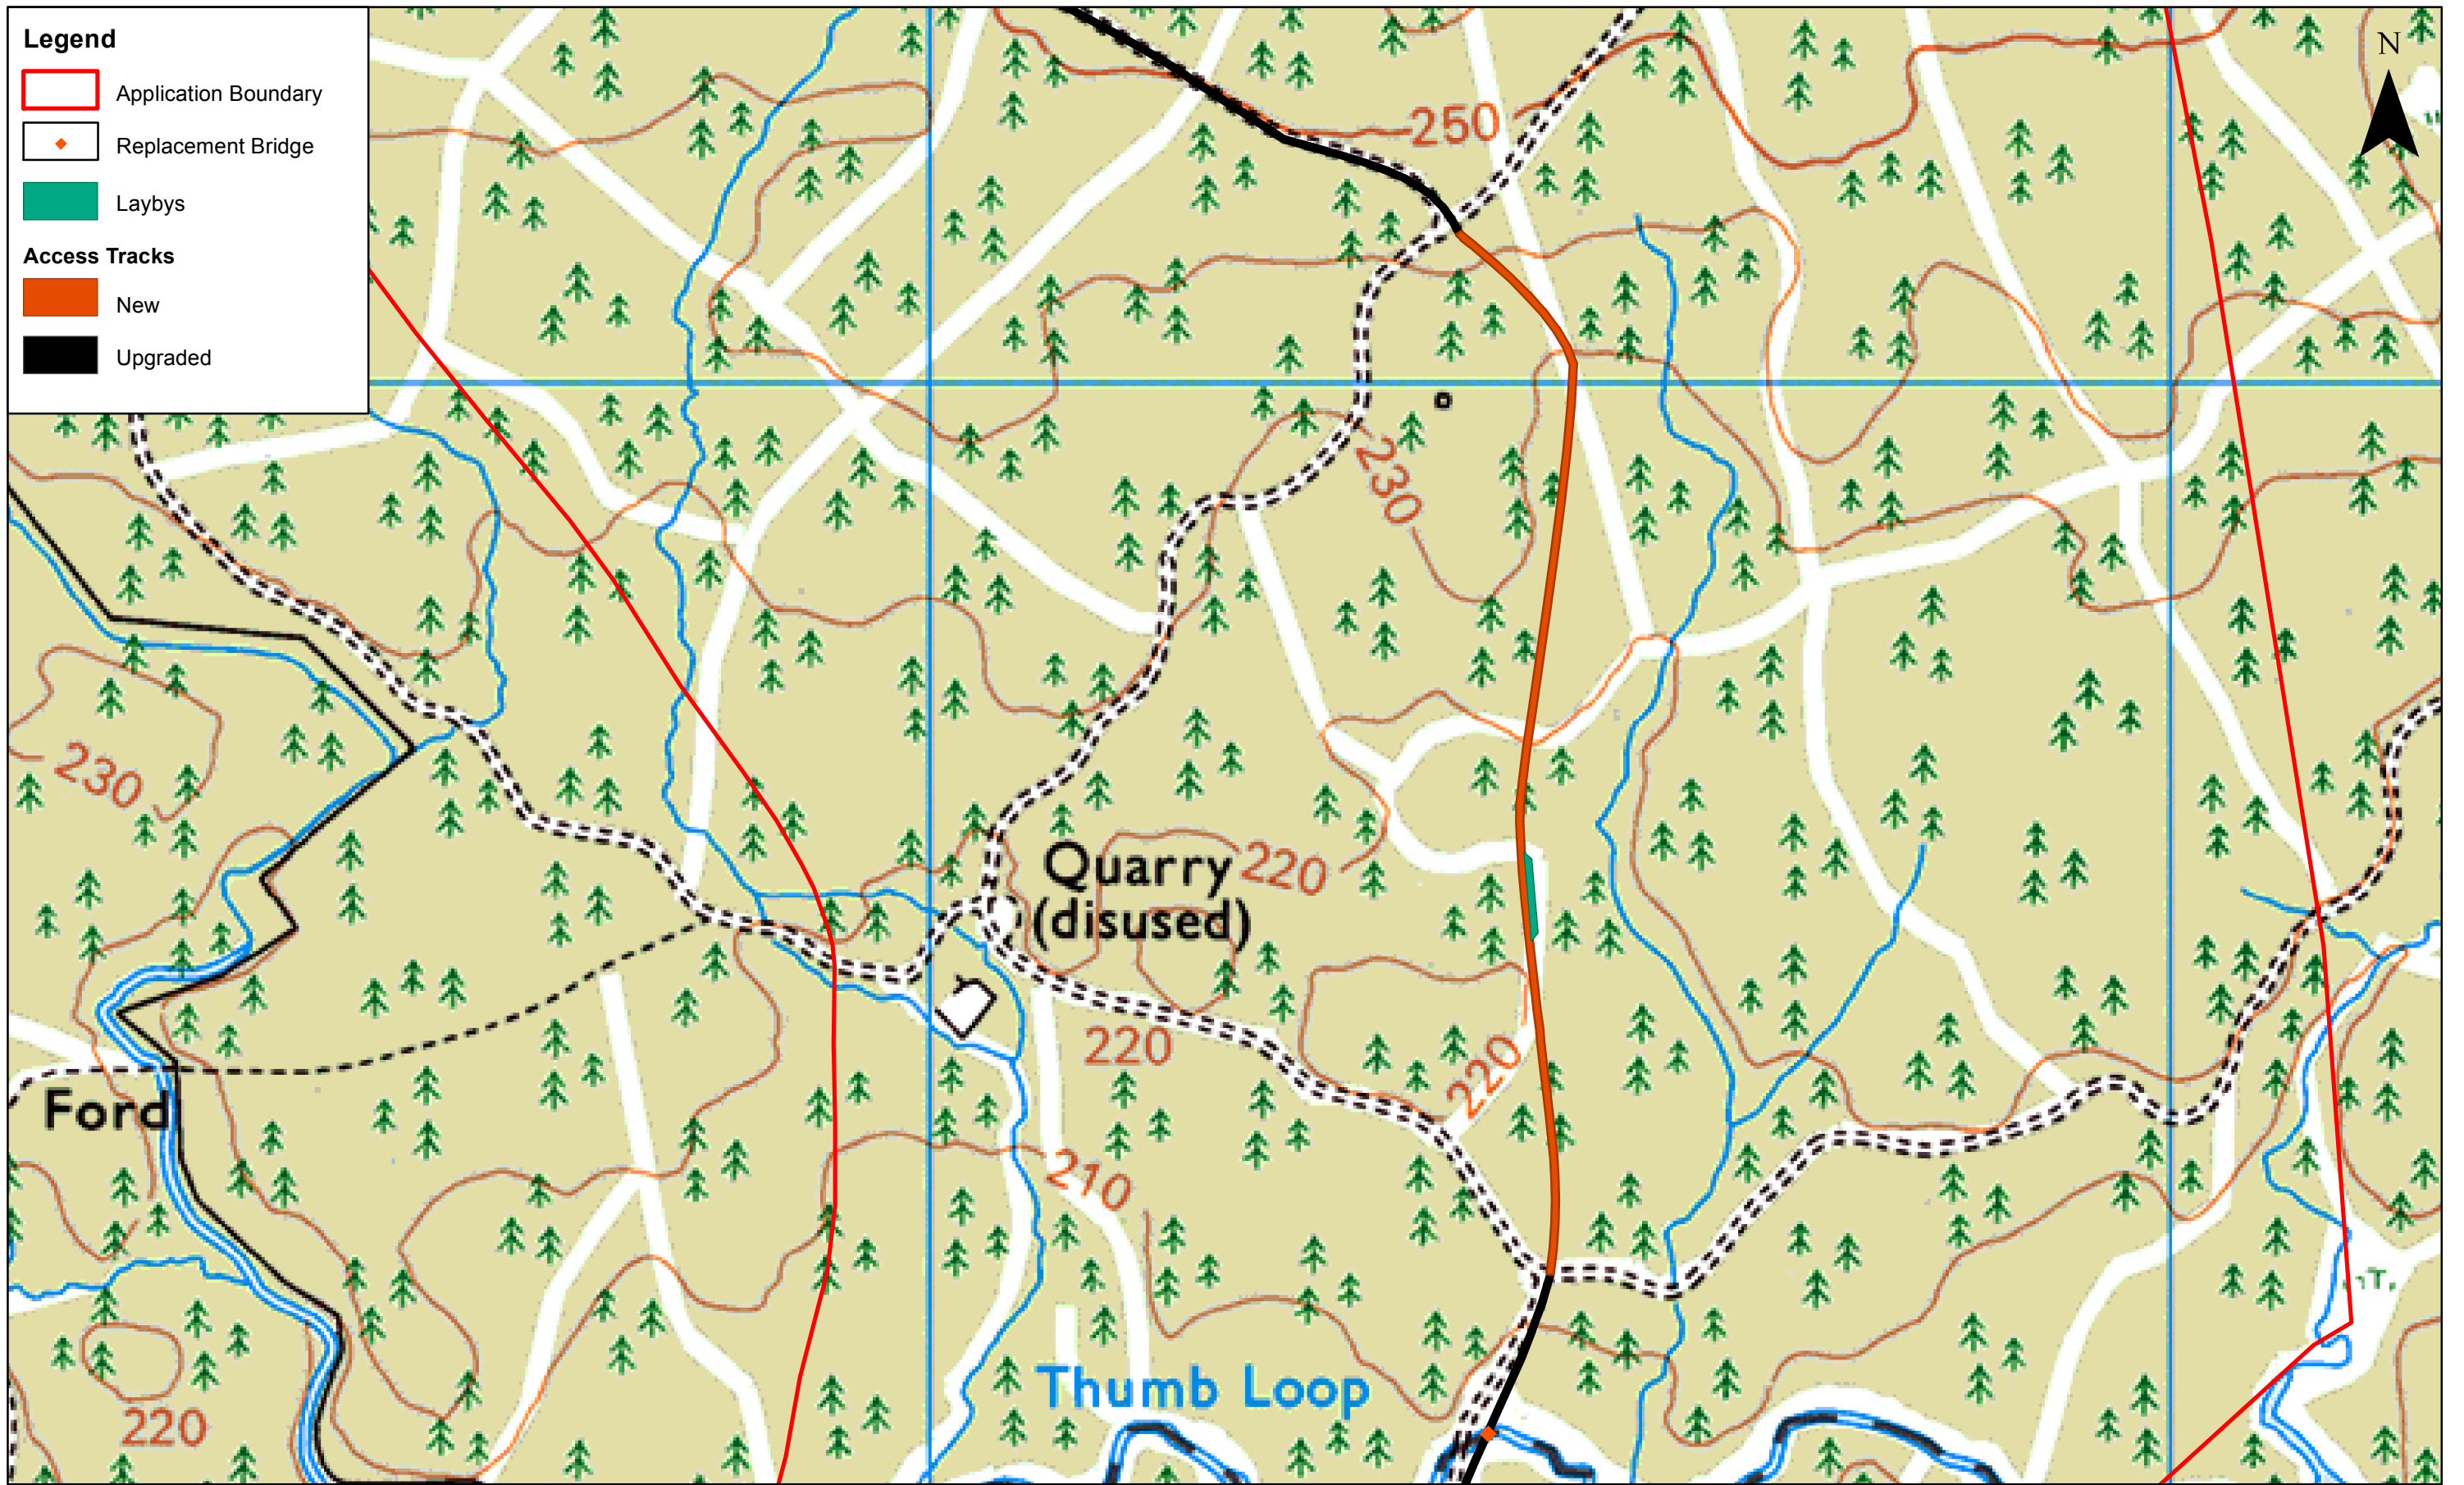 Legend
Application Boundary
Replacement Bridge
Laybys
Access Tracks
New
Upgraded
N
250
230
230
Quarry
(disused)
220
220
220
Ford
210
Thumb Loop
220